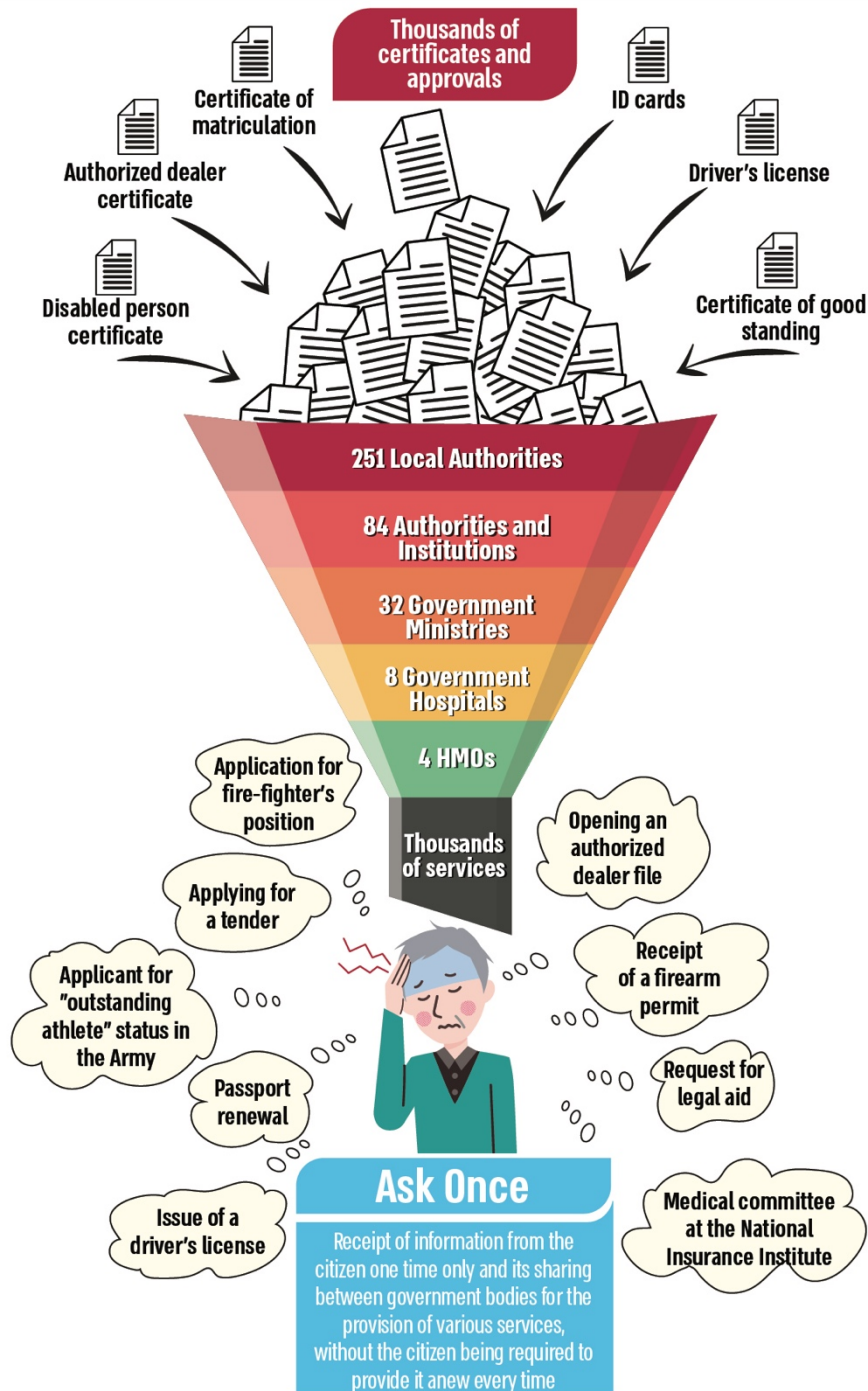 Thousands of
certificates and
approvals
Certificate of
matriculation
ID cards
Authorized dealer
certificate
Driver's license
Disabled person
certificate
Certificate of good
standing
251 Local Authorities
84 Authorities and
Institutions
32 Government
Ministries
8 Government
Hospitals
4 HMOs
Thousands
of services
Application for
fire-fighter's
position
Opening an
authorized
dealer file
Applying for
a tender
Receipt
of a firearm
permit
Applicant for
"outstanding
athlete" status in
the Army
Passport
renewal
Request for
legal aid
Issue of a
driver's license
Medical committee
at the National
Insurance Institute
Ask Once
Receipt of information from the
citizen one time only and its sharing
between government bodies for the
provision of various services,
without the citizen being required to
provide it anew every time